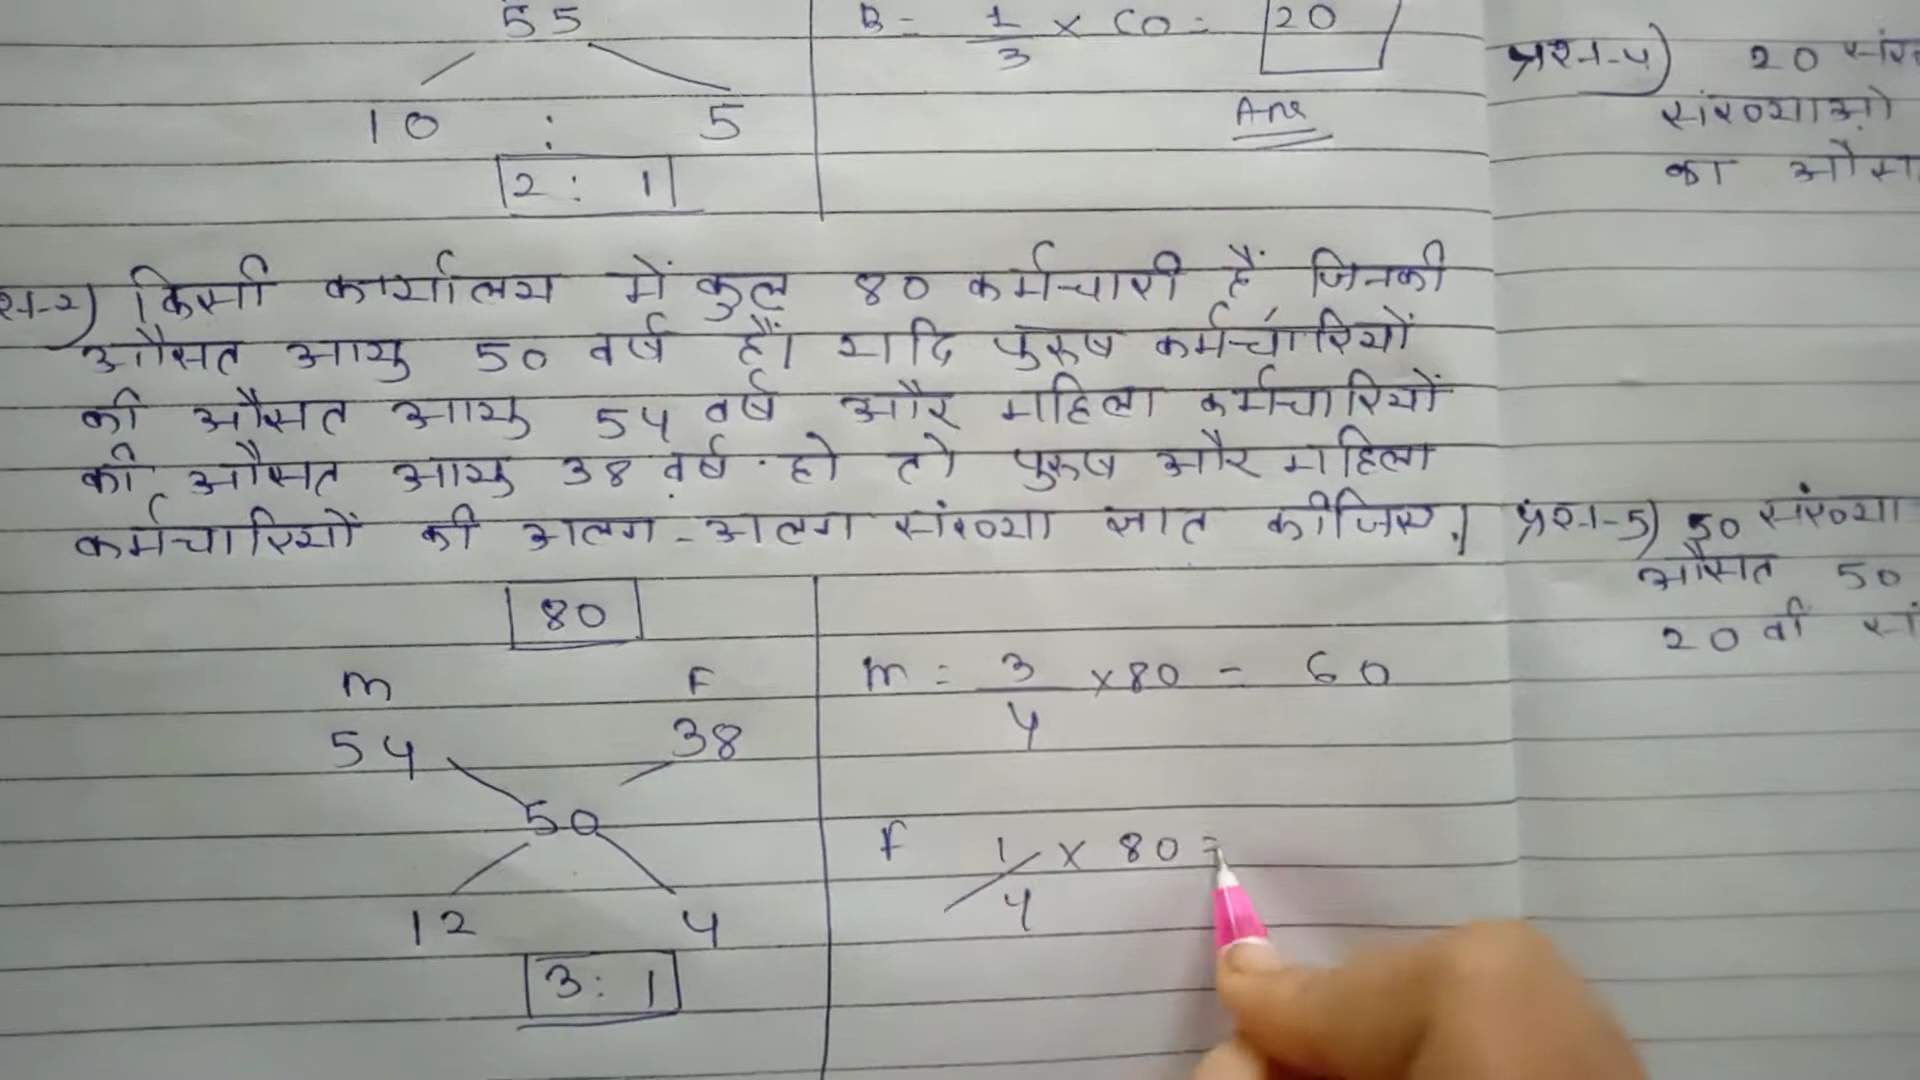 55
10 : 5
2 : 1
B = 1/3 × 60 = 20
Ans
किसी कार्यालय में कुल 80 कर्मचारी हैं जिनकी
औसत आयु 50 वर्ष है। यदि पुरुष कर्मचारियों
की औसत आयु 54 वर्ष और महिला कर्मचारियों
की औसत आयु 38 वर्ष हो तो पुरुष और महिला
कर्मचारियों की अलग-अलग संख्या ज्ञात कीजिए।
80
M F
54 38
50
12 4
3 : 1
M = 3/4 × 80 = 60
F 1/4 × 80 =
प्रश्न-4) 20
संख्याओं
का
प्रश्न-5) 50 संख्या
औसत 50
20 वीं